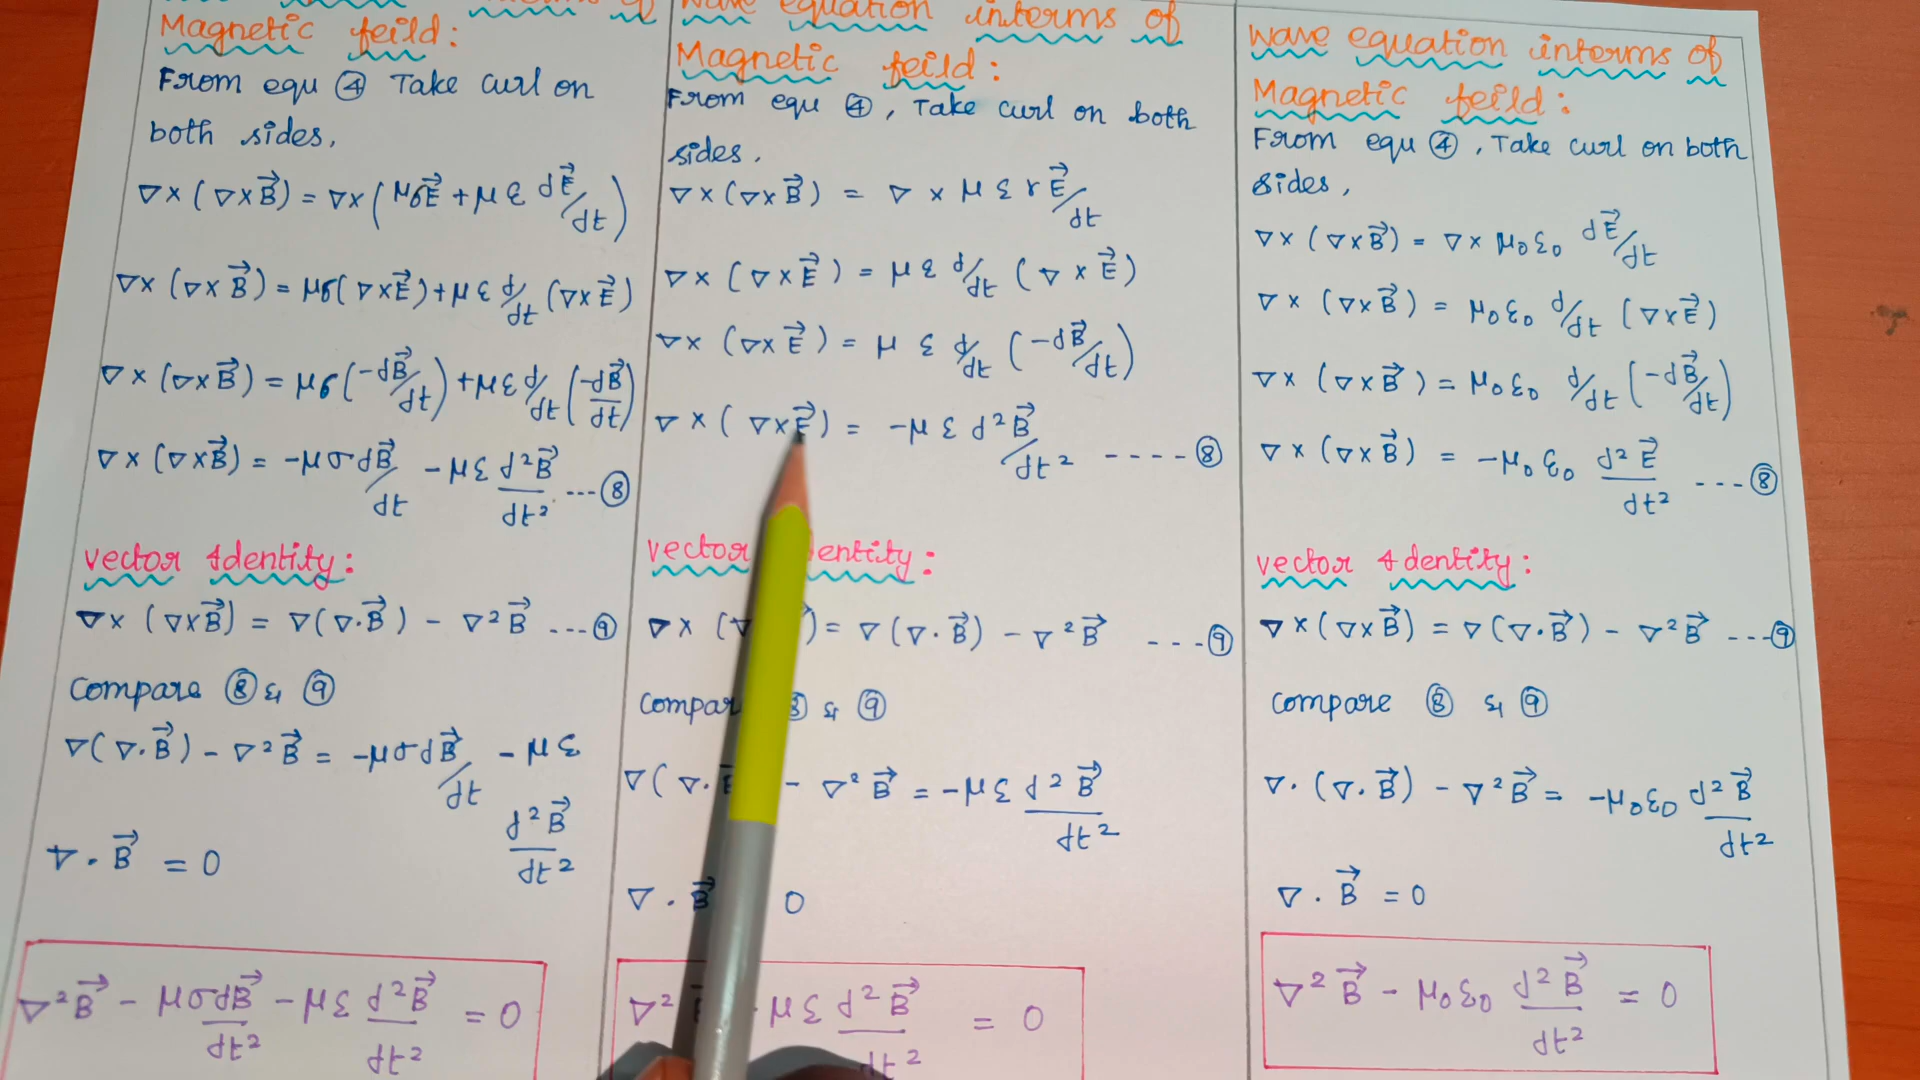 Magnetic feild:
From equ ④ Take curl on
both sides,
∇×(∇×B⃗) = ∇×(μσE⃗ + με dE⃗/dt)
∇×(∇×B⃗) = μσ(∇×E⃗) + με d/dt (∇×E⃗)
∇×(∇×B⃗) = μσ(-dB⃗/dt) + με d/dt (-dB⃗/dt)
∇×(∇×B⃗) = -μσ dB⃗/dt - με d²B⃗/dt² ---⑧
vector Identity:
∇×(∇×B⃗) = ∇(∇.B⃗) - ∇²B⃗ ---⑨
compare ⑧ & ⑨
∇(∇.B⃗) - ∇²B⃗ = -μσ dB⃗/dt - με
d²B⃗/dt²
∇.B⃗ = 0
∇²B⃗ - μσ dB⃗/dt² - με d²B⃗/dt² = 0
wave equation interms of
Magnetic feild:
From equ ④, Take curl on both
sides,
∇×(∇×B⃗) = ∇ × μ ε r E⃗/dt
∇×(∇×E⃗) = με d/dt (∇×E⃗)
∇×(∇×E⃗) = μ ε d/dt (-dB⃗/dt)
∇×(∇×E⃗) = -με d²B⃗/dt² ----⑧
vector entity:
∇×(∇ ) = ∇(∇.B⃗) - ∇²B⃗ ---⑨
& ⑨
∇(∇. - ∇²B⃗ = -με d²B⃗/dt²
∇.B⃗ 0
∇² με d²B⃗/dt² = 0
wave equation interms of
Magnetic feild:
From equ ④, Take curl on both
sides,
∇×(∇×B⃗) = ∇× μ₀ε₀ dE⃗/dt
∇×(∇×B⃗) = μ₀ε₀ d/dt (∇×E⃗)
∇×(∇×B⃗) = μ₀ε₀ d/dt (-dB⃗/dt)
∇×(∇×B⃗) = -μ₀ε₀ d²E⃗/dt² ---⑧
vector Identity:
∇×(∇×B⃗) = ∇(∇.B⃗) - ∇²B⃗ ---⑨
compare ⑧ & ⑨
∇.(∇.B⃗) - ∇²B⃗ = -μ₀ε₀ d²B⃗/dt²
∇.B⃗ = 0
∇²B⃗ - μ₀ε₀ d²B⃗/dt² = 0